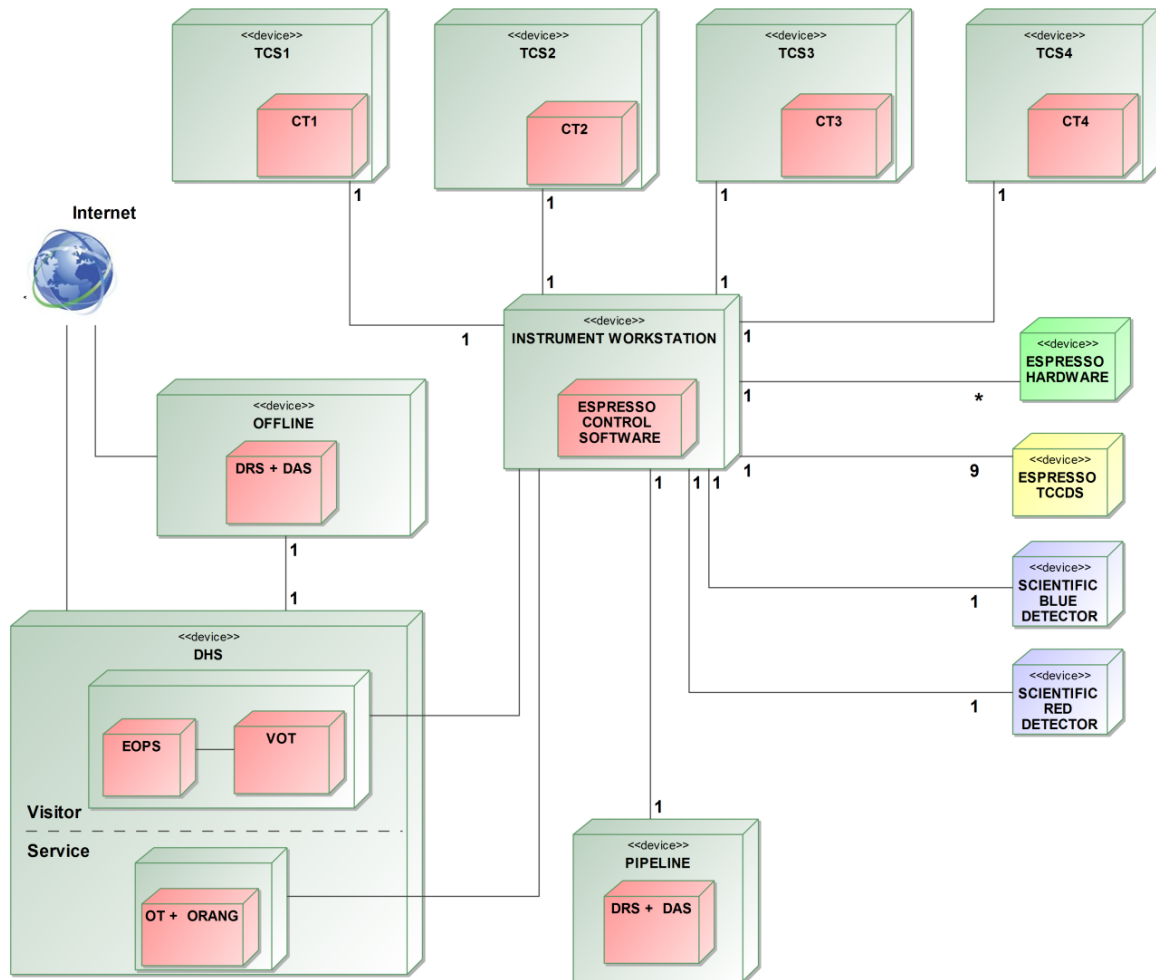 <<device>>
TCS1
CT1
<<device>>
TCS2
CT2
<<device>>
TCS3
CT3
<<device>>
TCS4
CT4
1
1
1
1
Internet
1
1
1
1
<<device>>
INSTRUMENT WORKSTATION
ESPRESSO
CONTROL
SOFTWARE
<<device>>
ESPRESSO
HARDWARE
1
*
<<device>>
OFFLINE
DRS + DAS
<<device>>
ESPRESSO
TCCDS
1
9
1
1
1
1
1
<<device>>
SCIENTIFIC
BLUE
DETECTOR
1
<<device>>
SCIENTIFIC
RED
DETECTOR
1
<<device>>
DHS
EOPS
VOT
Visitor
Service
OT + ORANG
1
<<device>>
PIPELINE
DRS + DAS